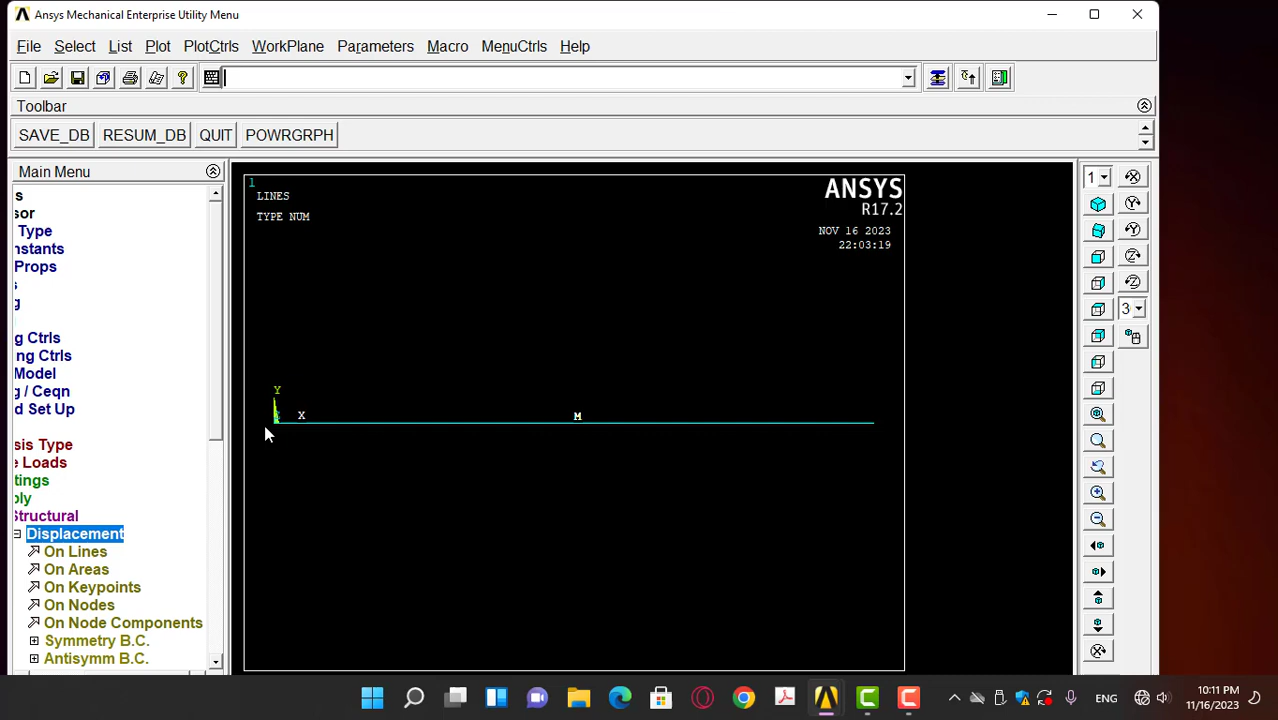 Ansys Mechanical Enterprise Utility Menu
File Select List Plot PlotCtrls WorkPlane Parameters Macro MenuCtrls Help
Toolbar
SAVE_DB RESUM_DB QUIT POWRGRPH
Main Menu
s
sor
Type
nstants
Props
s
g
g Ctrls
ng Ctrls
Model
g / Ceqn
d Set Up
sis Type
e Loads
ttings
ply
Structural
Displacement
On Lines
On Areas
On Keypoints
On Nodes
On Node Components
Symmetry B.C.
Antisymm B.C.
1
LINES
TYPE NUM
ANSYS
R17.2
NOV 16 2023
22:03:19
Y
X
M
1
3
ENG
10:11 PM
11/16/2023